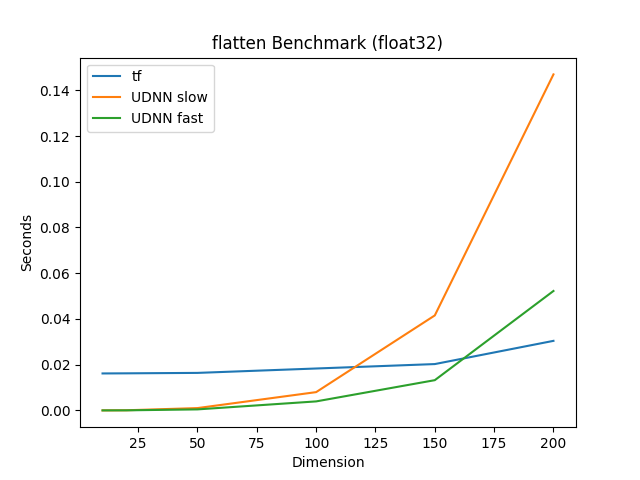 flatten Benchmark (float32)
tf
UDNN slow
UDNN fast
Seconds
0.14
0.12
0.10
0.08
0.06
0.04
0.02
0.00
25 50 75 100 125 150 175 200
Dimension